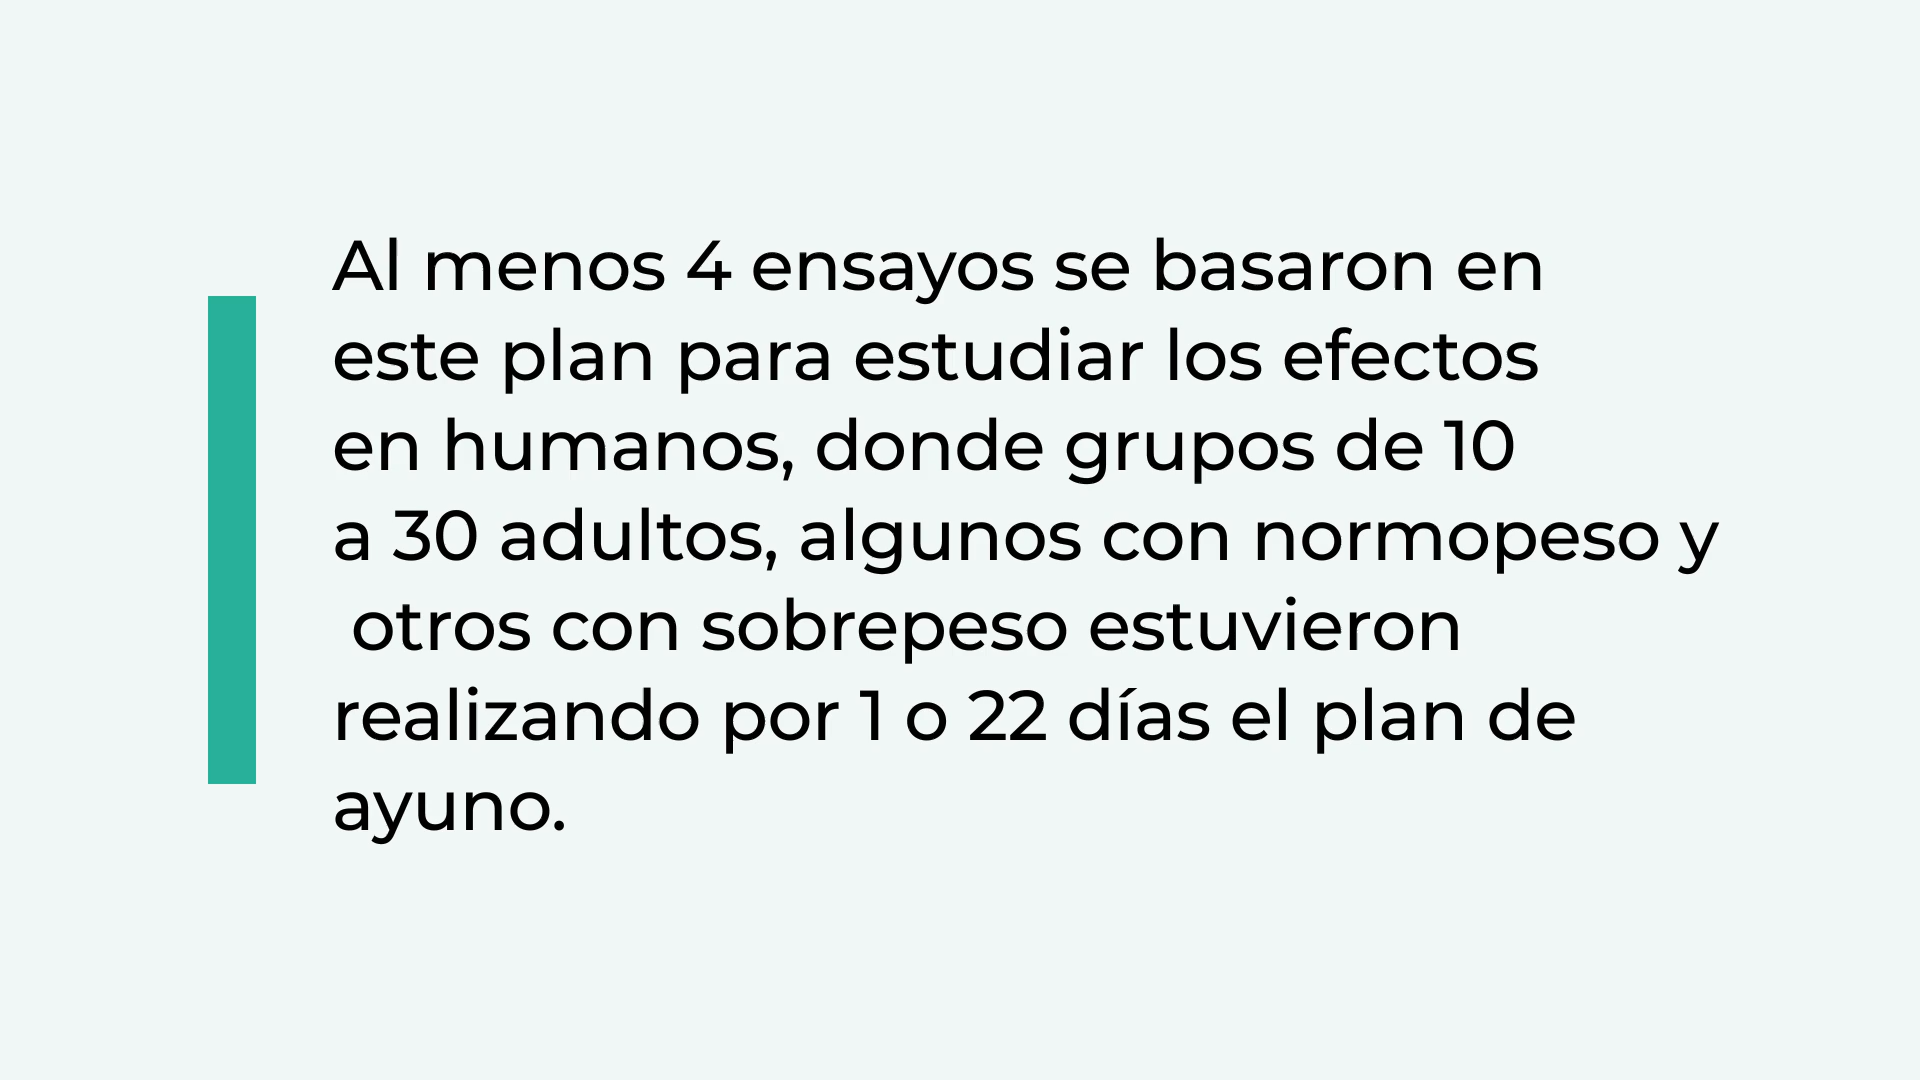 Al menos 4 ensayos se basaron en
este plan para estudiar los efectos
en humanos, donde grupos de 10
a 30 adultos, algunos con normopeso y
otros con sobrepeso estuvieron
realizando por 1 o 22 días el plan de
ayuno.